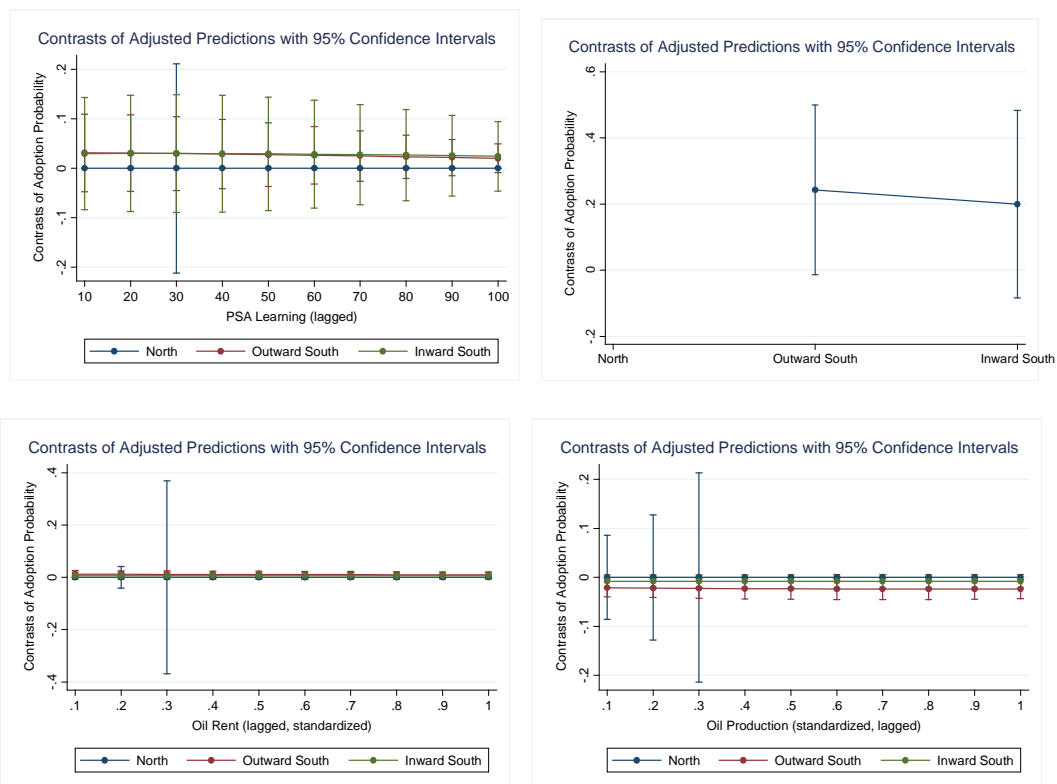 Contrasts of Adjusted Predictions with 95% Confidence Intervals
Contrasts of Adoption Probability
.2
.1
0
-.1
-.2
10 20 30 40 50 60 70 80 90 100
PSA Learning (lagged)
North Outward South Inward South
Contrasts of Adjusted Predictions with 95% Confidence Intervals
Contrasts of Adoption Probability
.6
.4
.2
0
-.2
North Outward South Inward South
Contrasts of Adjusted Predictions with 95% Confidence Intervals
Contrasts of Adoption Probability
.4
.2
0
-.2
-.4
.1 .2 .3 .4 .5 .6 .7 .8 .9 1
Oil Rent (lagged, standardized)
North Outward South Inward South
Contrasts of Adjusted Predictions with 95% Confidence Intervals
Contrasts of Adoption Probability
.2
.1
0
-.1
-.2
.1 .2 .3 .4 .5 .6 .7 .8 .9 1
Oil Production (standardized, lagged)
North Outward South Inward South